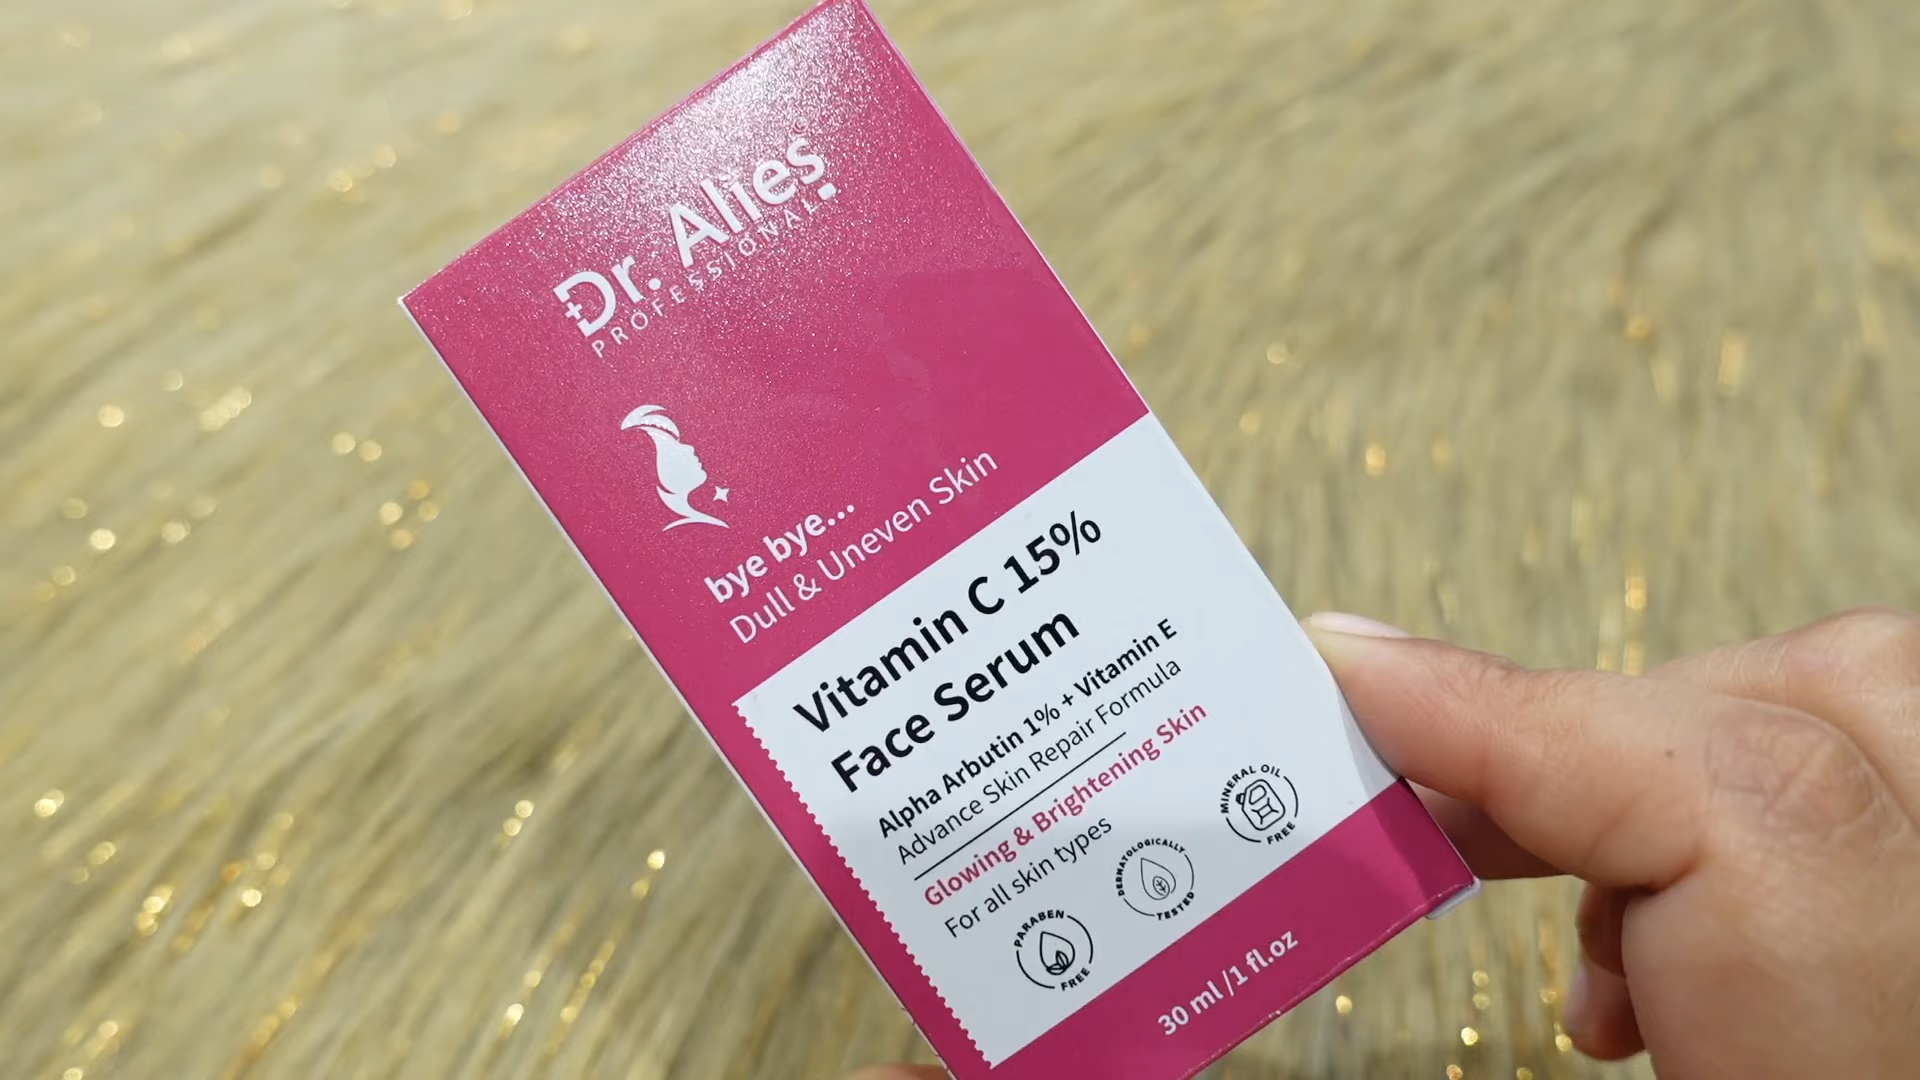 Dr. Alies
PROFESSIONAL
bye bye...
Dull & Uneven Skin
Vitamin C 15%
Face Serum
Alpha Arbutin 1% + Vitamin E
Advance Skin Repair Formula
Glowing & Brightening Skin
For all skin types
PARABEN FREE
DERMATOLOGICALLY TESTED
MINERAL OIL FREE
30 ml /1 fl.oz